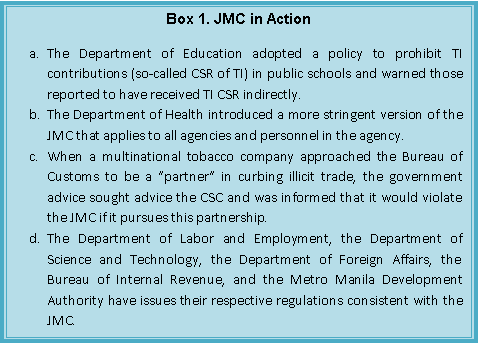 Box 1. JMC in Action
a. The Department of Education adopted a policy to prohibit TI
contributions (so-called CSR of TI) in public schools and warned those
reported to have received TI CSR indirectly.
b. The Department of Health introduced a more stringent version of the
JMC that applies to all agencies and personnel in the agency.
c. When a multinational tobacco company approached the Bureau of
Customs to be a "partner" in curbing illicit trade, the government
advice sought advice the CSC and was informed that it would violate
the JMC if it pursues this partnership.
d. The Department of Labor and Employment, the Department of
Science and Technology, the Department of Foreign Affairs, the
Bureau of Internal Revenue, and the Metro Manila Development
Authority have issues their respective regulations consistent with the
JMC.